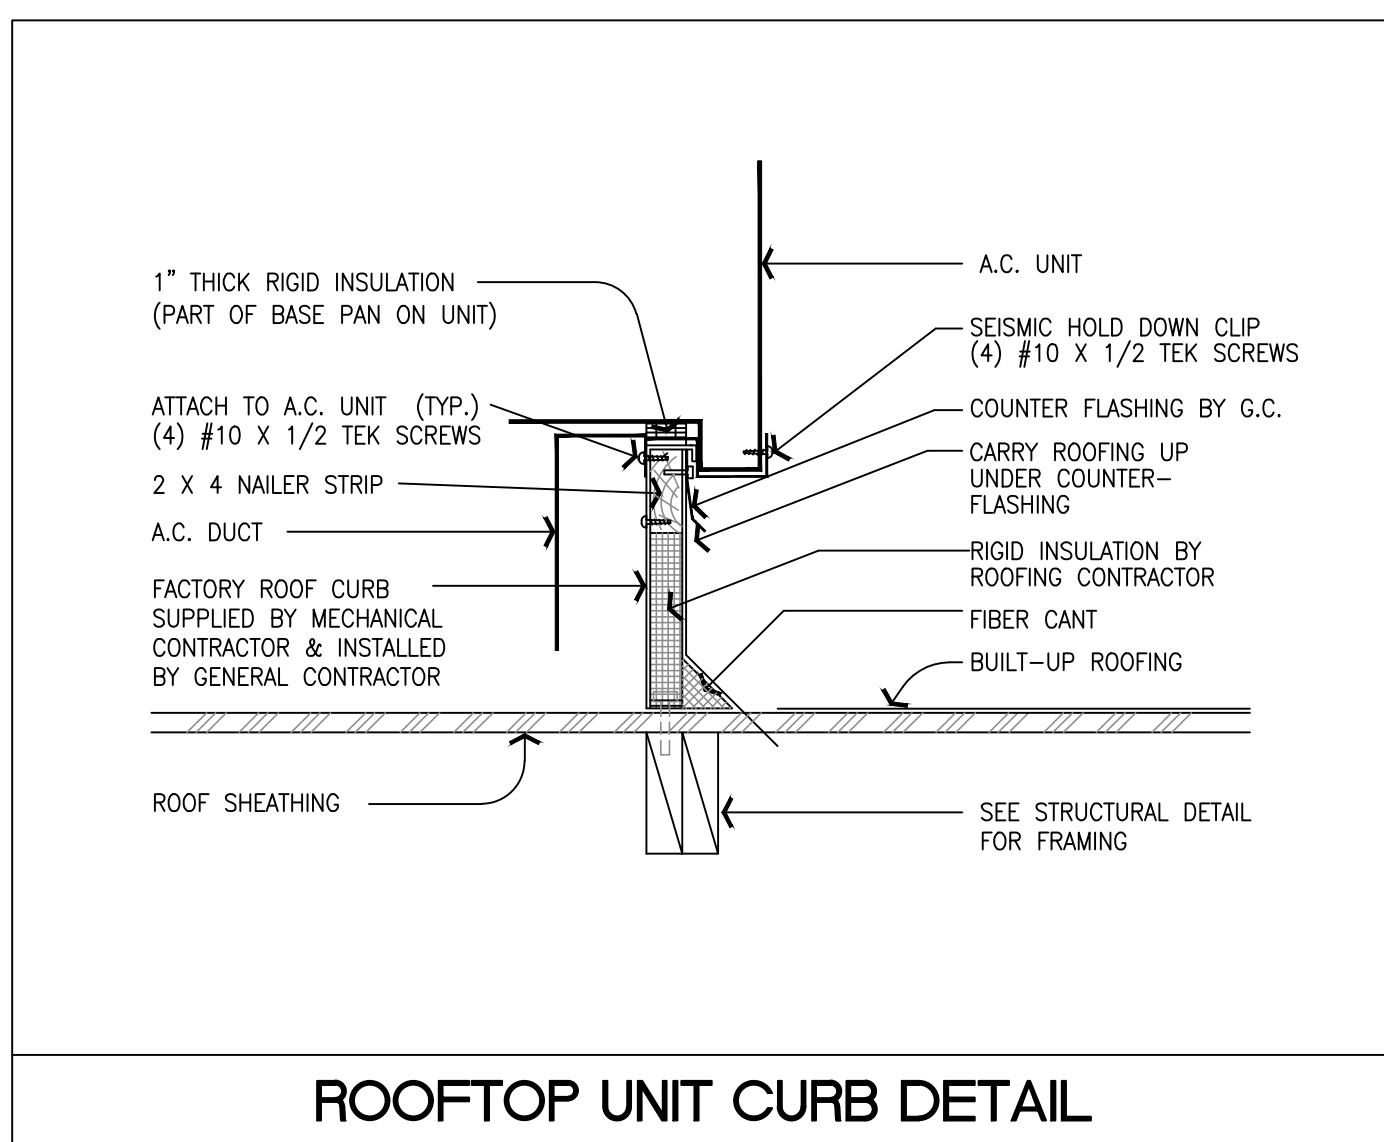 1" THICK RIGID INSULATION
(PART OF BASE PAN ON UNIT)
ATTACH TO A.C. UNIT (TYP.)
(4) #10 X 1/2 TEK SCREWS
2 X 4 NAILER STRIP
A.C. DUCT
FACTORY ROOF CURB
SUPPLIED BY MECHANICAL
CONTRACTOR & INSTALLED
BY GENERAL CONTRACTOR
ROOF SHEATHING
A.C. UNIT
SEISMIC HOLD DOWN CLIP
(4) #10 X 1/2 TEK SCREWS
COUNTER FLASHING BY G.C.
CARRY ROOFING UP
UNDER COUNTER-
FLASHING
RIGID INSULATION BY
ROOFING CONTRACTOR
FIBER CANT
BUILT-UP ROOFING
SEE STRUCTURAL DETAIL
FOR FRAMING
ROOFTOP UNIT CURB DETAIL